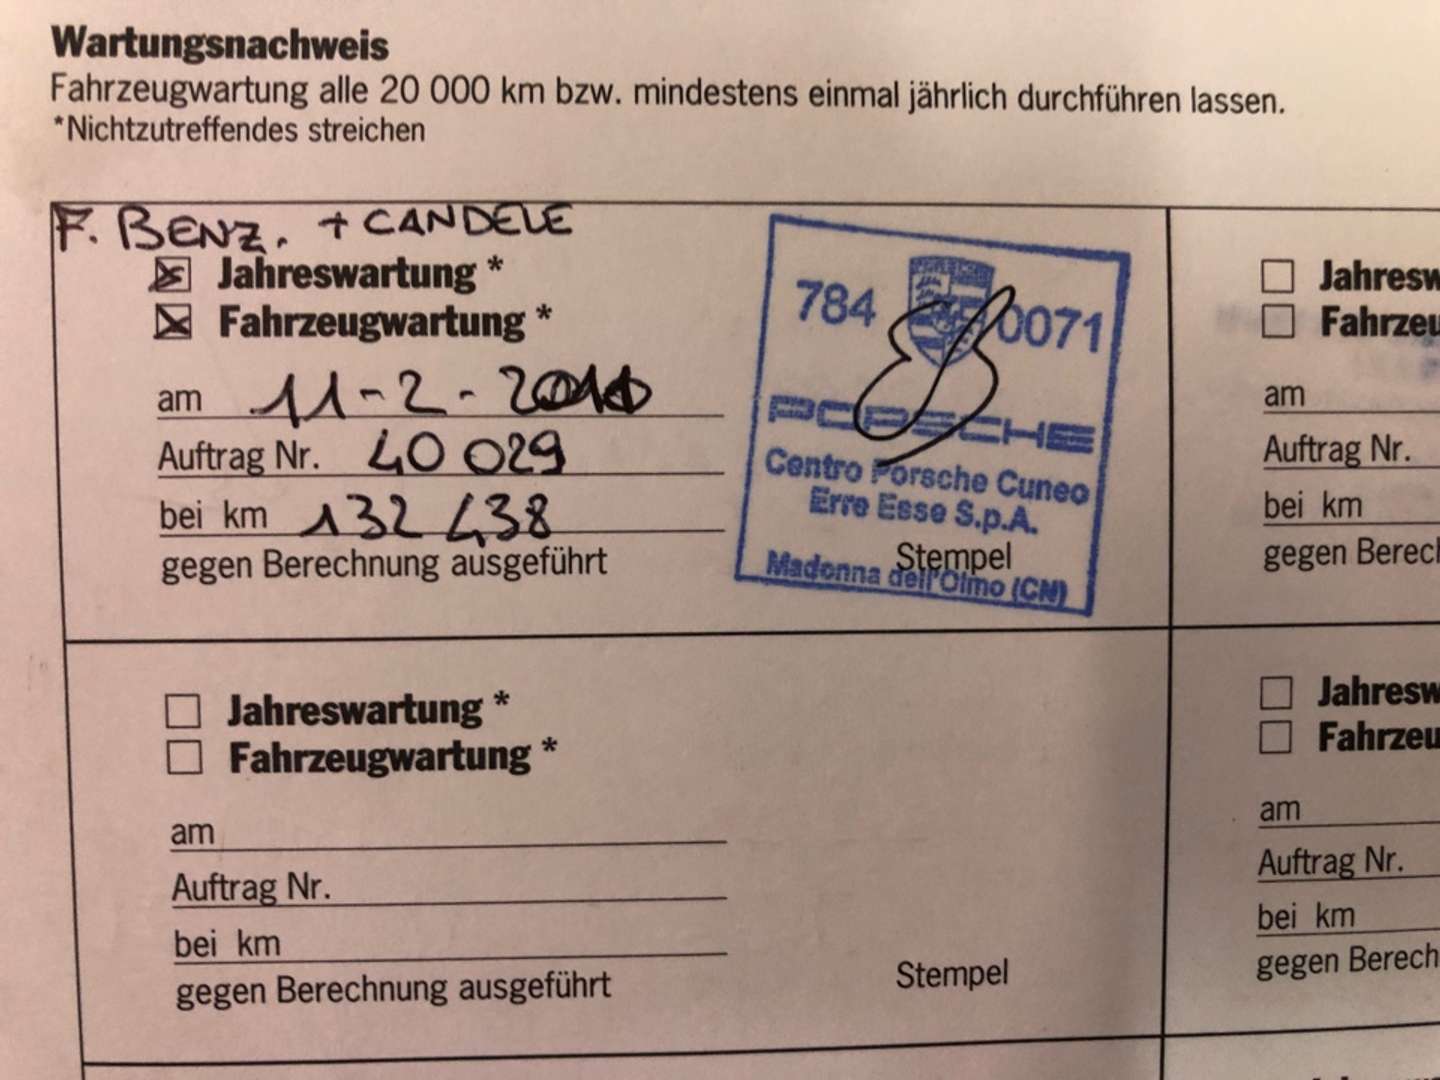 Wartungsnachweis
Fahrzeugwartung alle 20 000 km bzw. mindestens einmal jährlich durchführen lassen.
*Nichtzutreffendes streichen
F. BENZ. + CANDELE
Jahreswartung *
Fahrzeugwartung *
am 11-2-
Auftrag Nr. 40 029
bei km 132 438
gegen Berechnung ausgeführt
784 0071
PORSCHE
Centro Porsche Cuneo
Erre Esse S.p.A.
Stempel
Madonna dell'Olmo (CN)
Jahresw
Fahrzeu
am
Auftrag Nr.
bei km
gegen Berech
Jahreswartung *
Fahrzeugwartung *
am
Auftrag Nr.
bei km
gegen Berechnung ausgeführt
Stempel
Jahresw
Fahrzeu
am
Auftrag Nr.
bei km
gegen Berech